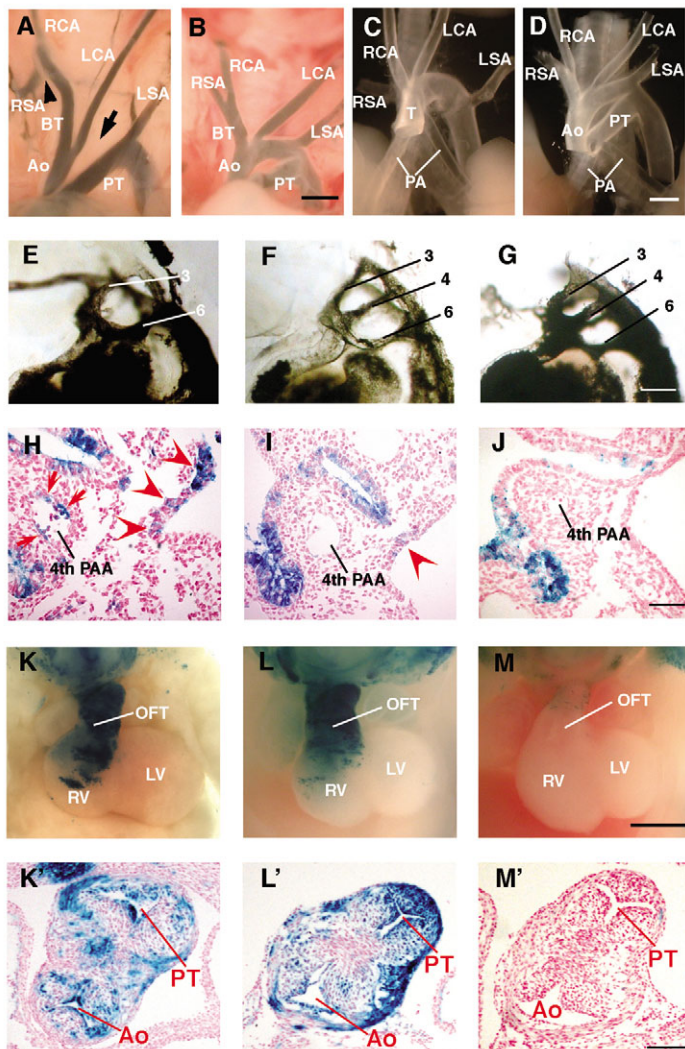 A
RCA
LCA
RSA
LSA
BT
Ao
PT
B
RCA
LCA
RSA
LSA
BT
Ao
PT
C
RCA
LCA
LSA
RSA
T
PA
D
RCA
LCA
LSA
RSA
Ao
PT
PA
E
3
6
F
3
4
6
G
3
4
6
H
4th PAA
I
4th PAA
J
4th PAA
K
OFT
LV
RV
L
OFT
LV
RV
M
OFT
RV
LV
K'
PT
Ao
L'
PT
Ao
M'
PT
Ao